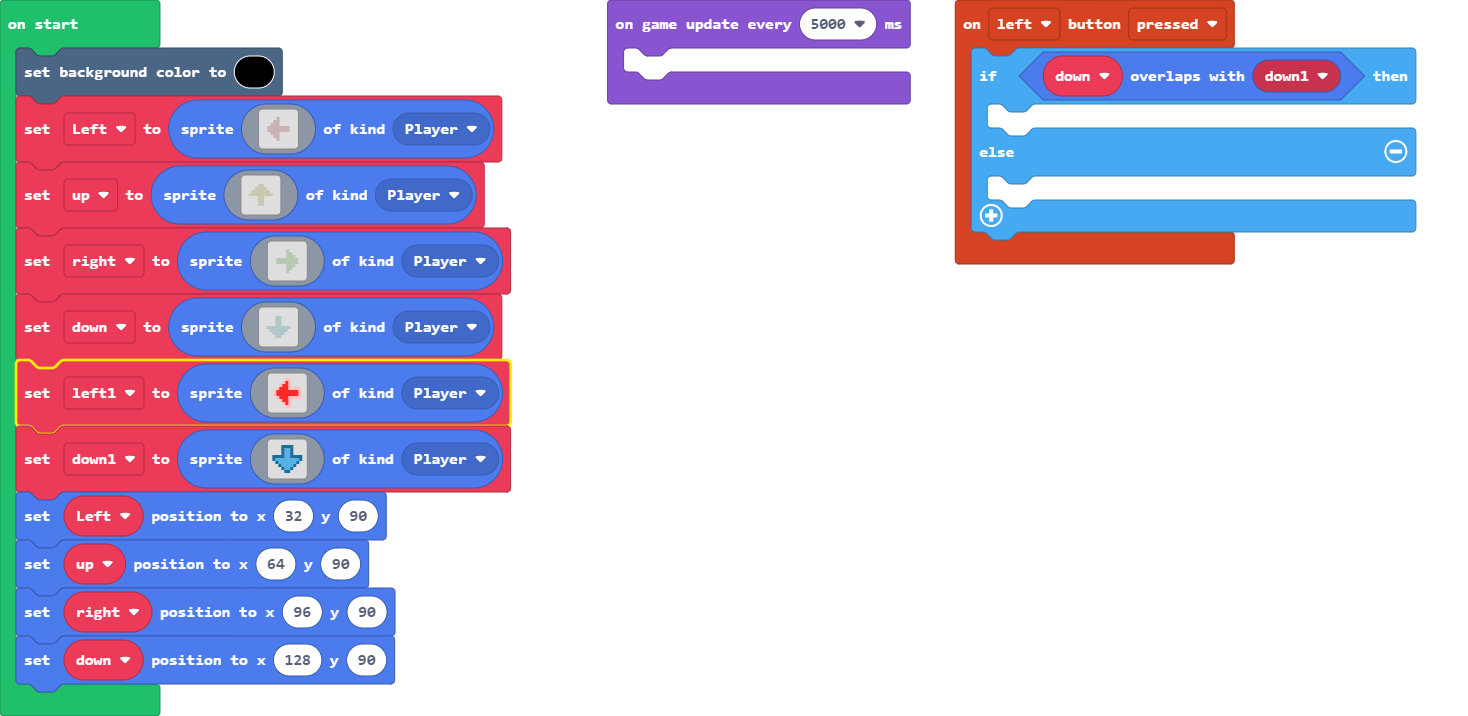 on start
set background color to
set Left to sprite of kind Player
set up to sprite of kind Player
set right to sprite of kind Player
set down to sprite of kind Player
set left1 to sprite of kind Player
set down1 to sprite of kind Player
set Left position to x 32 y 90
set up position to x 64 y 90
set right position to x 96 y 90
set down position to x 128 y 90
on game update every 5000 ms
on left button pressed
if down overlaps with down1 then
else